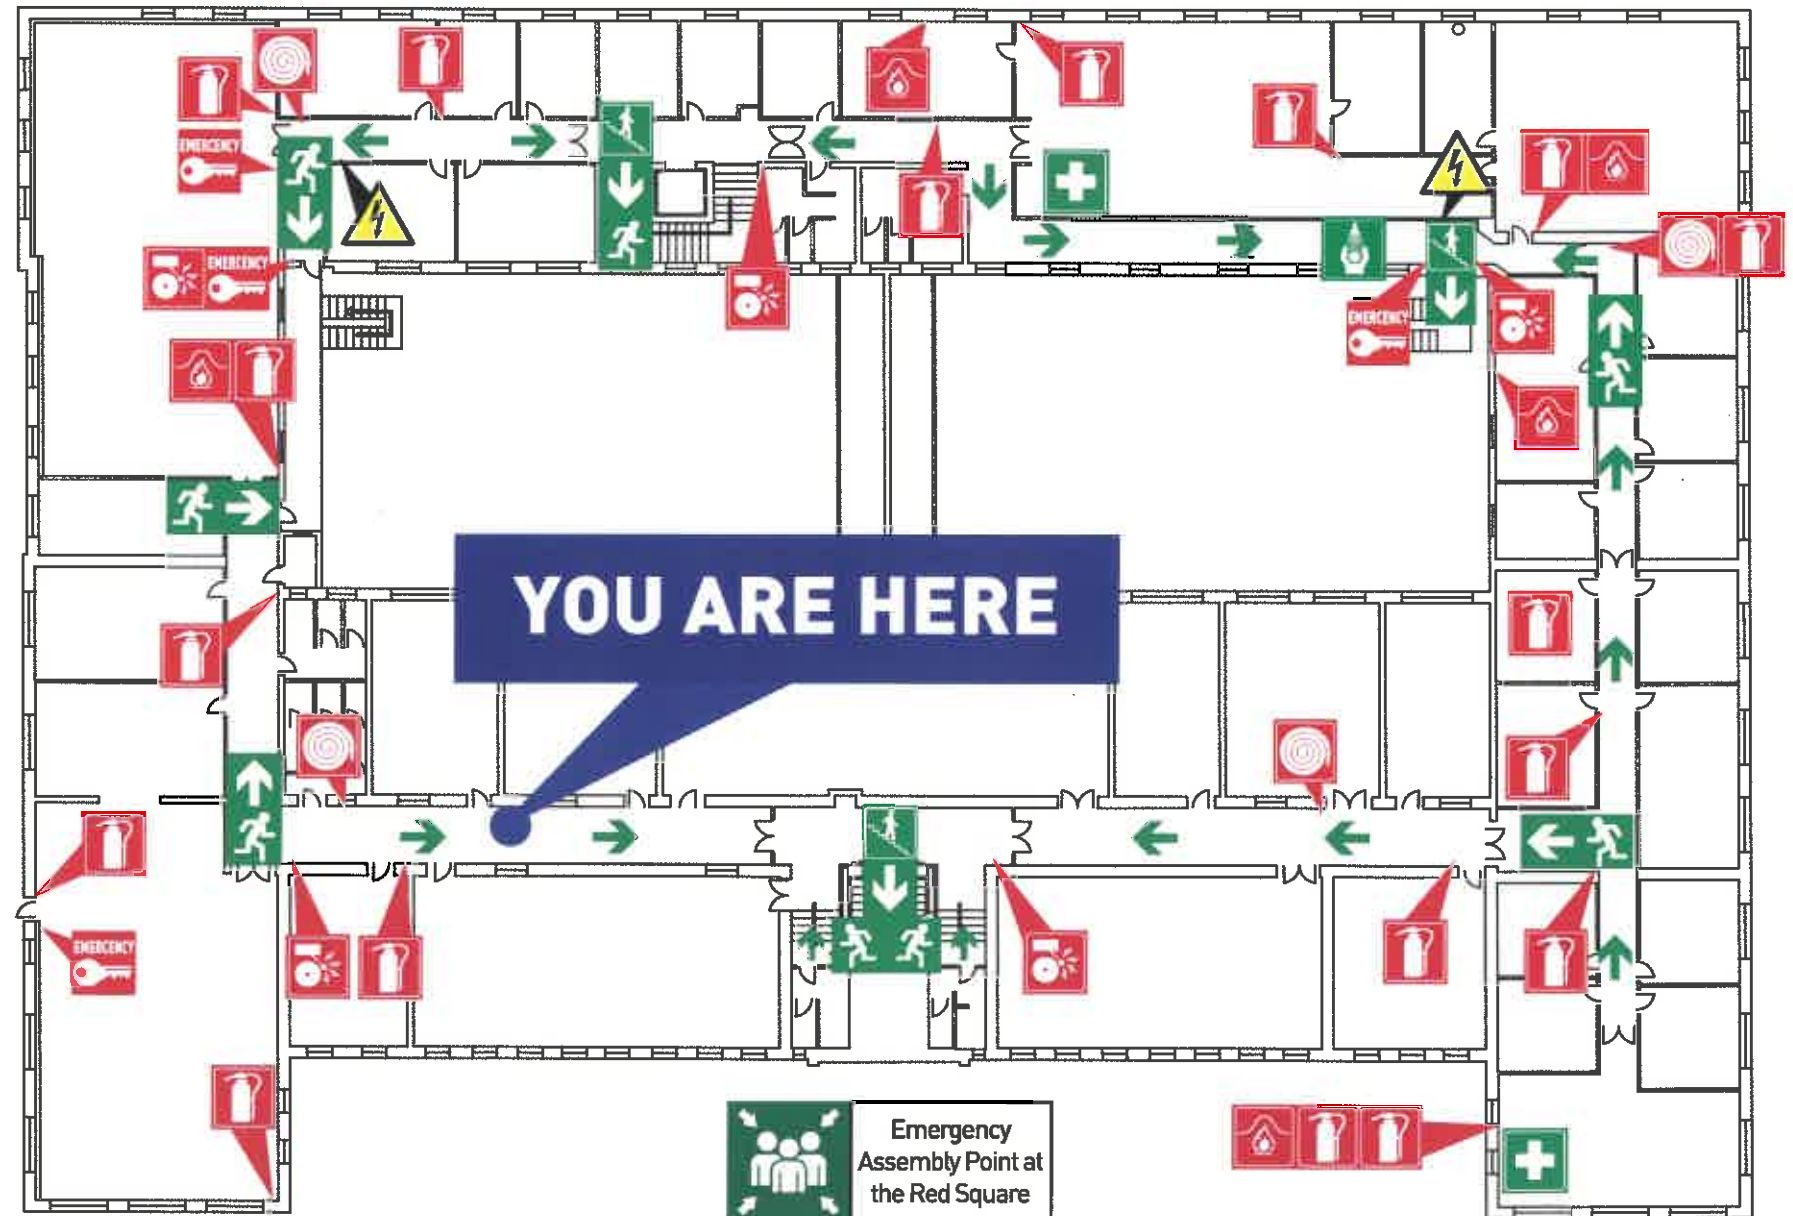 EMERGENCY
EMERGENCY
EMERGENCY
YOU ARE HERE
EMERGENCY
Emergency
Assembly Point at
the Red Square